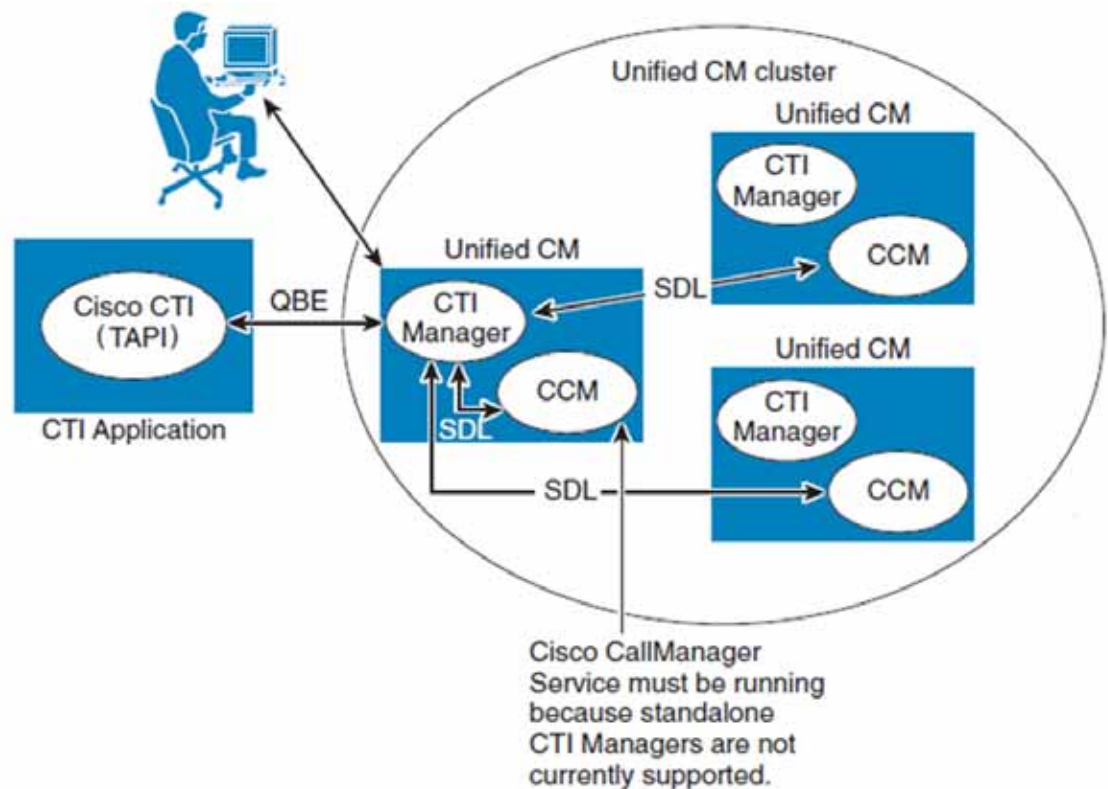 Unified CM cluster
Unified CM
CTI
Manager
CCM
Unified CM
CTI
Manager
CCM
SDL
SDL
SDL
Cisco CTI
(TAPI)
QBE
CTI Application
Unified CM
CTI
Manager
CCM
Cisco CallManager
Service must be running
because standalone
CTI Managers are not
currently supported.